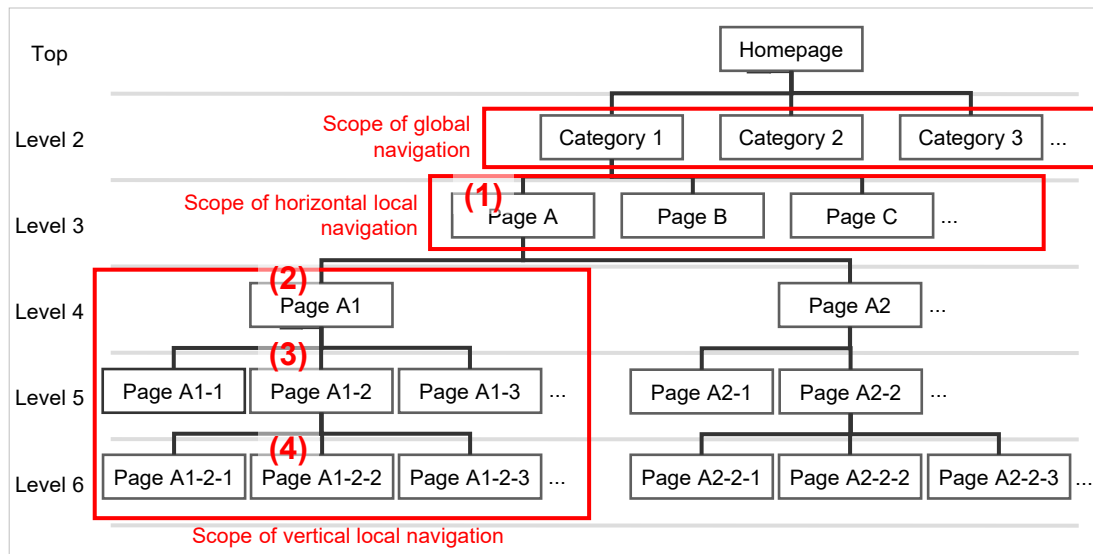 Top
Homepage
Level 2
Scope of global
navigation
Category 1
Category 2
Category 3
...
Level 3
Scope of horizontal local
navigation
(1)
Page A
Page B
Page C
...
Level 4
(2)
Page A1
Page A2
...
Level 5
(3)
Page A1-1
Page A1-2
Page A1-3
...
Page A2-1
Page A2-2
...
Level 6
(4)
Page A1-2-1
Page A1-2-2
Page A1-2-3
...
Page A2-2-1
Page A2-2-2
Page A2-2-3
...
Scope of vertical local navigation